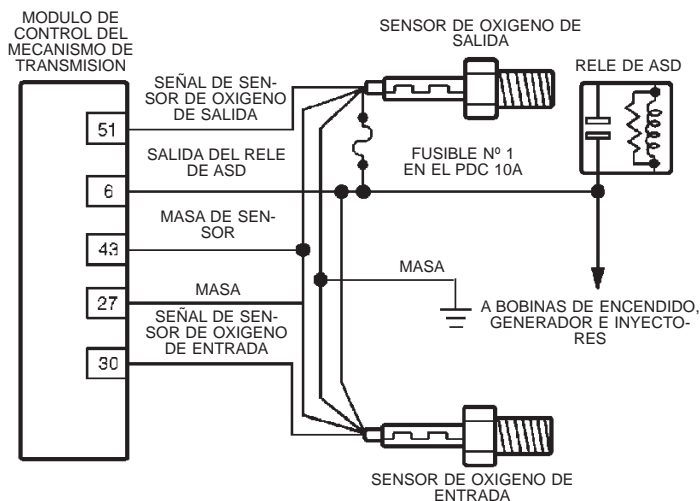 MODULO DE
CONTROL DEL
MECANISMO DE
TRANSMISION
SENSOR DE OXIGENO DE
SALIDA
RELE DE ASD
SEÑAL DE SEN-
SOR DE OXIGENO
DE SALIDA
51
SALIDA DEL RELE
DE ASD
FUSIBLE Nº 1
EN EL PDC 10A
6
MASA DE SEN-
SOR
43
MASA
MASA
27
SEÑAL DE SEN-
SOR DE OXIGENO
DE ENTRADA
A BOBINAS DE ENCENDIDO,
GENERADOR E INYECTO-
RES
30
SENSOR DE OXIGENO DE
ENTRADA